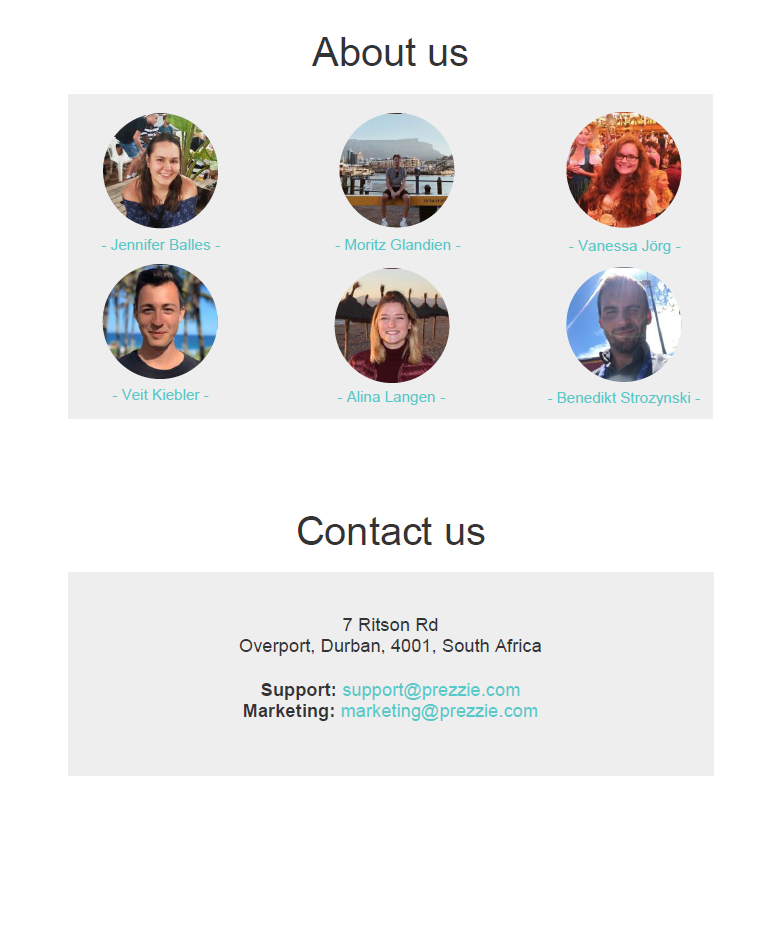 About us
- Jennifer Balles -
- Moritz Glandien -
- Vanessa Jörg -
- Veit Kiebler -
- Alina Langen -
- Benedikt Strozynski -
Contact us
7 Ritson Rd
Overport, Durban, 4001, South Africa
Support: support@prezzie.com
Marketing: marketing@prezzie.com